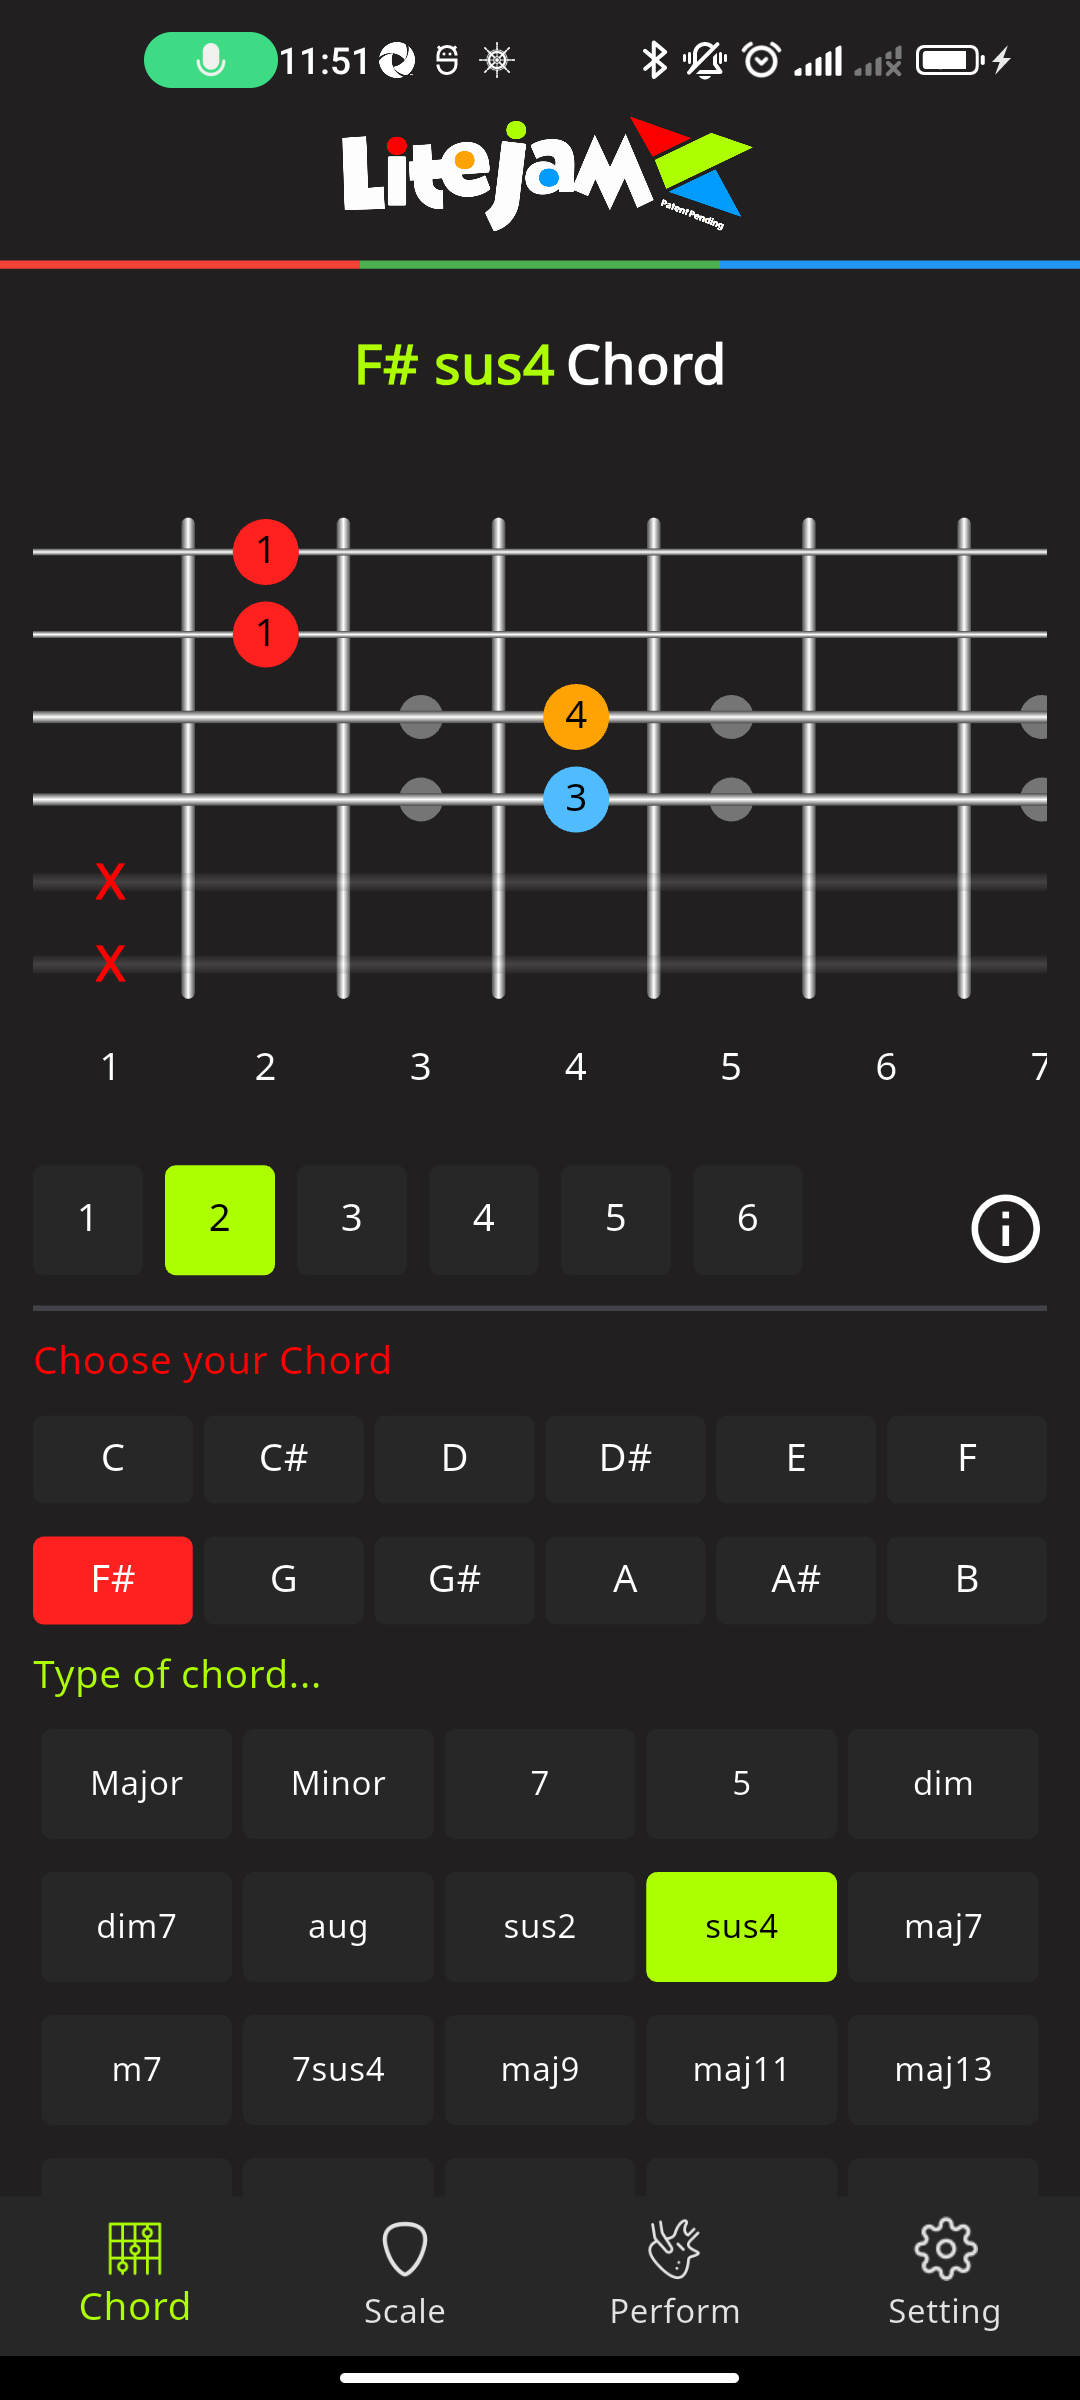 11:51
Litejam
Patent Pending
F# sus4 Chord
1
1
4
3
X
X
1 2 3 4 5 6 7
1 2 3 4 5 6
Choose your Chord
C C# D D# E F
F# G G# A A# B
Type of chord...
Major Minor 7 5 dim
dim7 aug sus2 sus4 maj7
m7 7sus4 maj9 maj11 maj13
Chord Scale Perform Setting